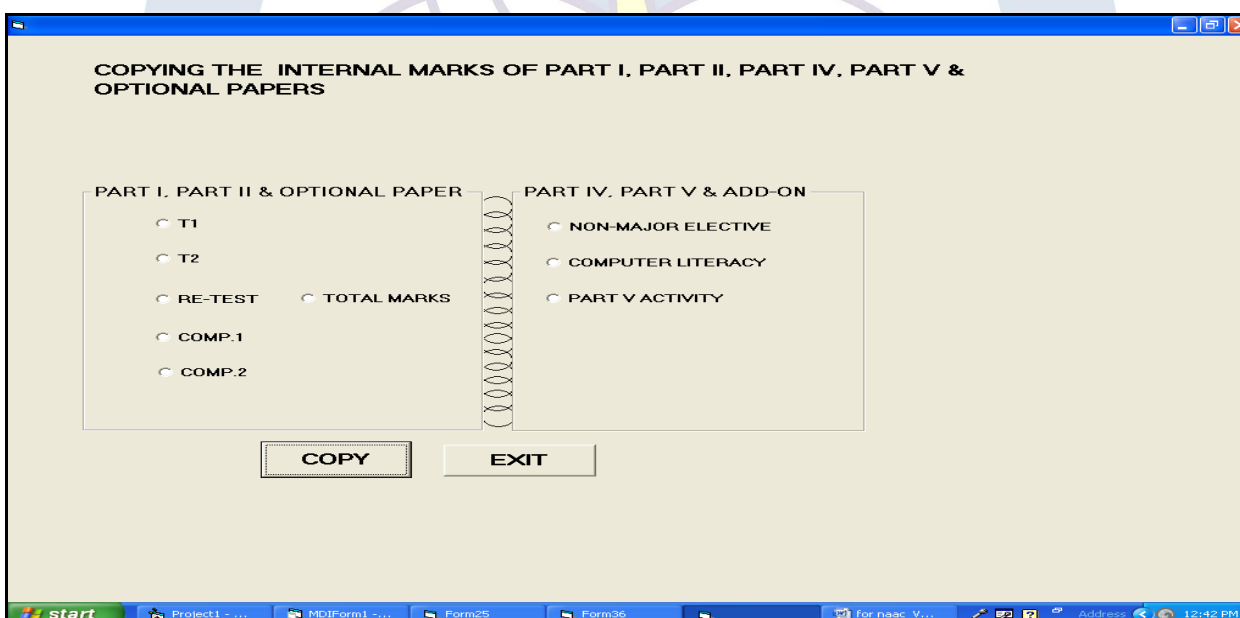 COPYING THE INTERNAL MARKS OF PART I, PART II, PART IV, PART V &
OPTIONAL PAPERS
PART I, PART II & OPTIONAL PAPER
T1
T2
RE-TEST TOTAL MARKS
COMP.1
COMP.2
PART IV, PART V & ADD-ON
NON-MAJOR ELECTIVE
COMPUTER LITERACY
PART V ACTIVITY
COPY EXIT
start Project1 - ... MDIForm1 -... Form25 Form36 for naac V... Address 12:42 PM